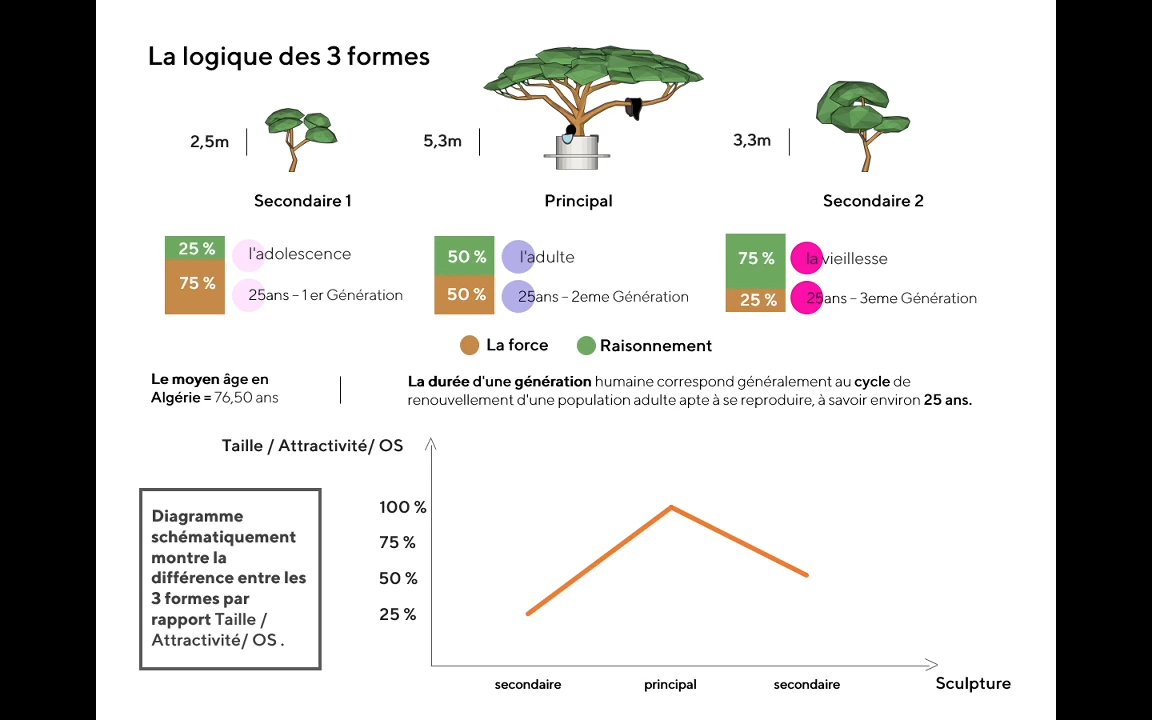 La logique des 3 formes
2,5m
5,3m
3,3m
Secondaire 1
Principal
Secondaire 2
25 %
75 %
l'adolescence
25ans – 1 er Génération
50 %
50 %
l'adulte
25ans – 2eme Génération
75 %
25 %
la vieillesse
25ans – 3eme Génération
La force
Raisonnement
Le moyen âge en
Algérie = 76,50 ans
La durée d'une génération humaine correspond généralement au cycle de
renouvellement d'une population adulte apte à se reproduire, à savoir environ 25 ans.
Taille / Attractivité/ OS
Diagramme
schématiquement
montre la
différence entre les
3 formes par
rapport Taille /
Attractivité/ OS .
100 %
75 %
50 %
25 %
secondaire
principal
secondaire
Sculpture